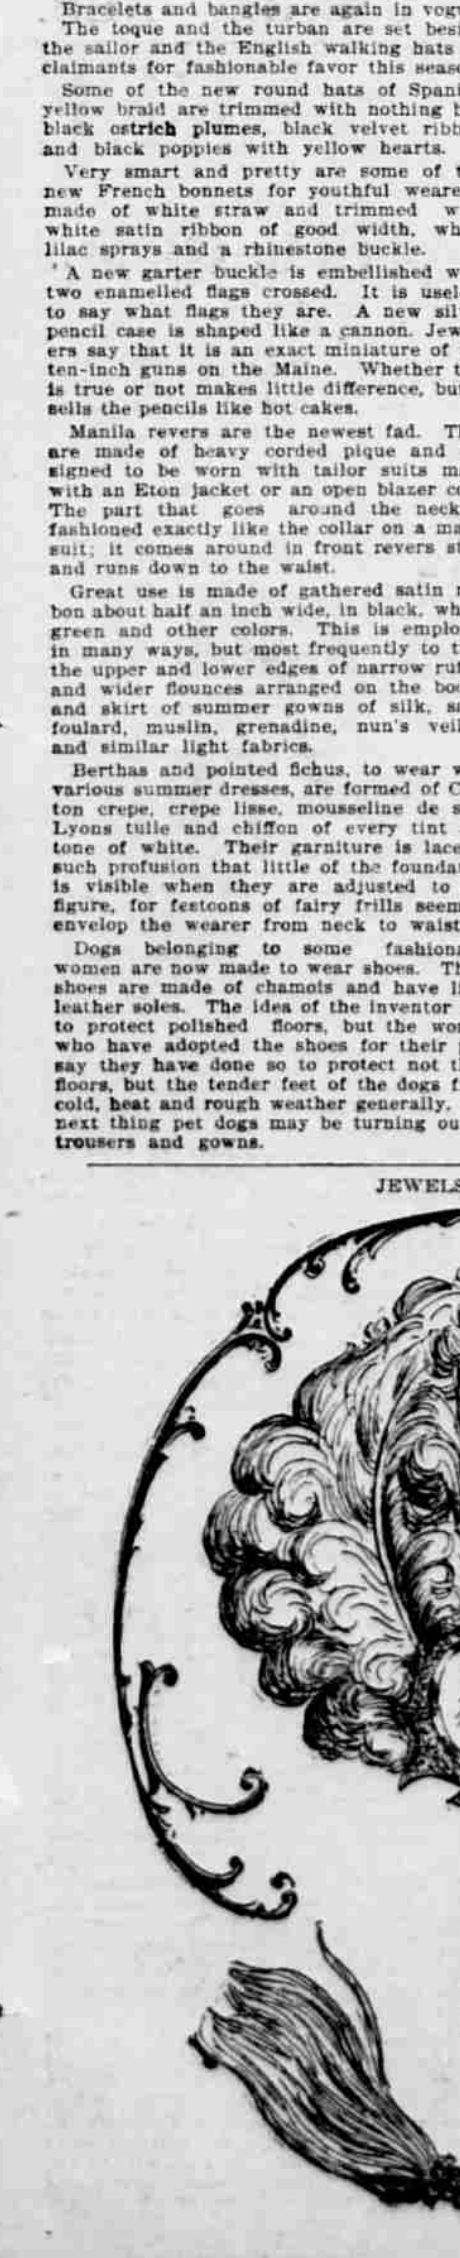 Bracelets and bangles are again in vogu
The toque and the turban are set besi
the sailor and the English walking hats
claimants for fashionable favor this seas
Some of the new round hats of Spani
yellow braid are trimmed with nothing b
black ostrich plumes, black velvet ribb
and black poppies with yellow hearts.
Very smart and pretty are some of t
new French bonnets for youthful weare
made of white straw and trimmed w
white satin ribbon of good width, wh
lilac sprays and a rhinestone buckle.
A new garter buckle is embellished w
two enamelled flags crossed. It is usel
to say what flags they are. A new sil
pencil case is shaped like a cannon. Jew
ers say that it is an exact miniature of
ten-inch guns on the Maine. Whether t
is true or not makes little difference, but
sells the pencils like hot cakes.
Manila revers are the newest fad. Th
are made of heavy corded pique and
signed to be worn with tailor suits m
with an Eton jacket or an open blazer co
The part that goes around the neck
fashioned exactly like the collar on a ma
suit; it comes around in front revers st
and runs down to the waist.
Great use is made of gathered satin r
bon about half an inch wide, in black, wh
green and other colors. This is emplo
in many ways, but most frequently to t
the upper and lower edges of narrow ruf
and wider flounces arranged on the bod
and skirt of summer gowns of silk, sa
foulard, muslin, grenadine, nun's veil
and similar light fabrics.
Berthas and pointed fichus, to wear w
various summer dresses, are formed of C
ton crepe, crepe lisse, mousseline de s
Lyons tulle and chiffon of every tint
tone of white. Their garniture is lace
such profusion that little of the founda
is visible when they are adjusted to
figure, for festoons of fairy frills seem
envelop the wearer from neck to waist
Dogs belonging to some fashiona
women are now made to wear shoes. Th
shoes are made of chamois and have li
leather soles. The idea of the inventor
to protect polished floors, but the wom
who have adopted the shoes for their
say they have done so to protect not th
floors, but the tender feet of the dogs f
cold, heat and rough weather generally.
next thing pet dogs may be turning ou
trousers and gowns.
JEWELS